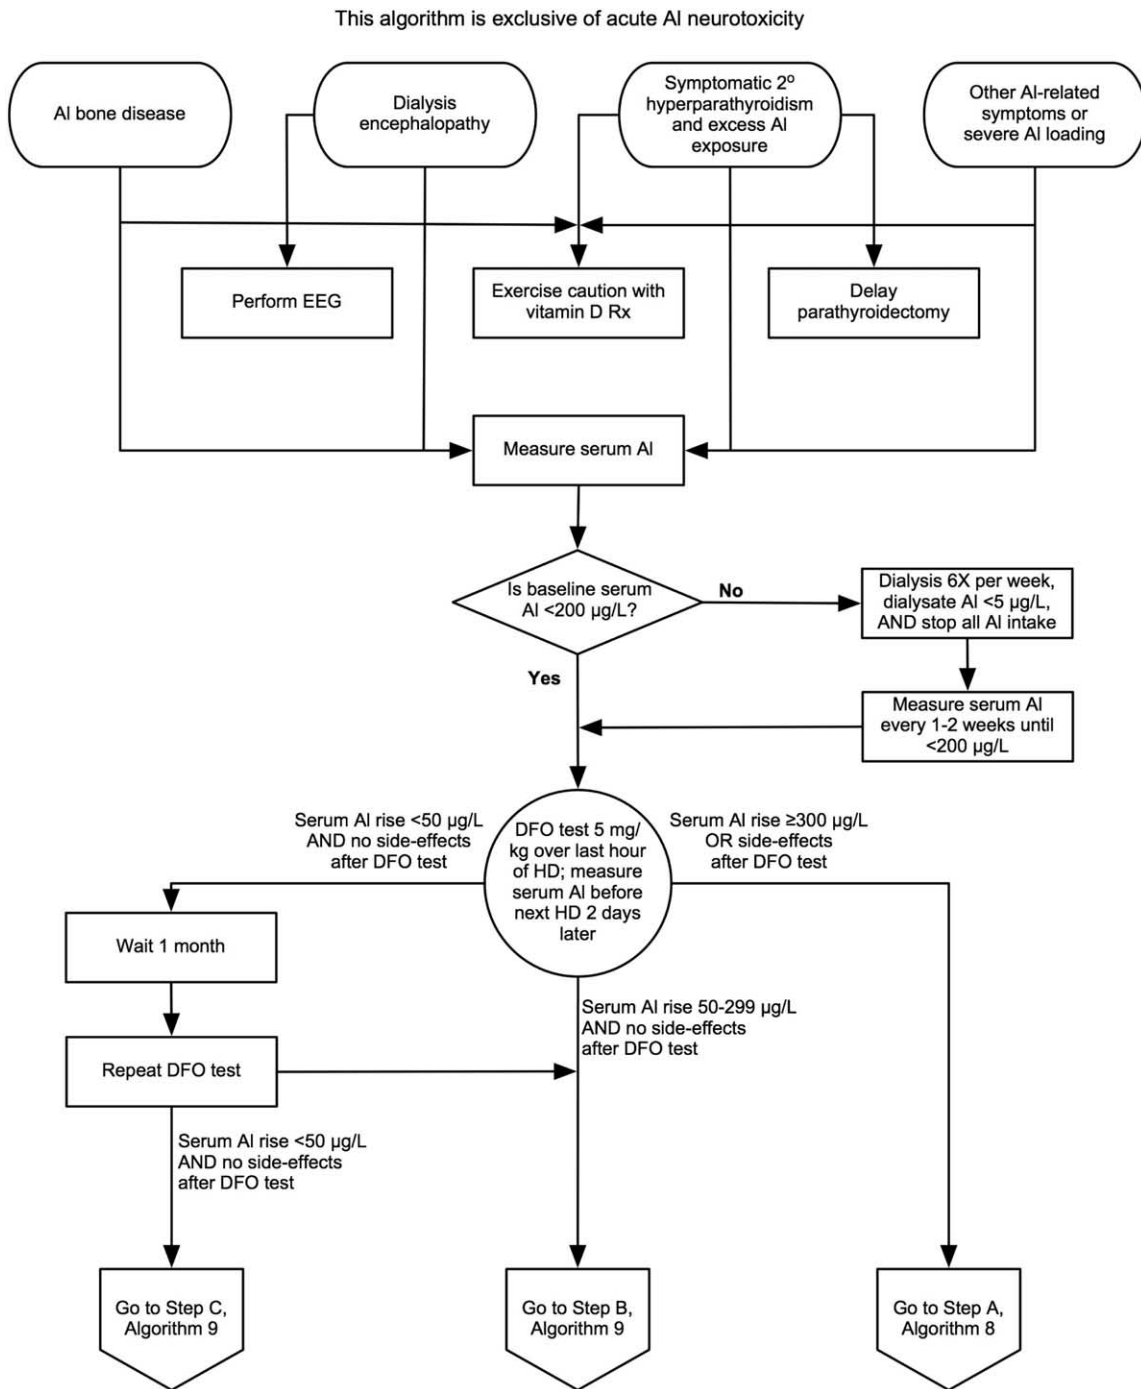 This algorithm is exclusive of acute Al neurotoxicity
Al bone disease
Dialysis
encephalopathy
Symptomatic 2º
hyperparathyroidism
and excess Al
exposure
Other Al-related
symptoms or
severe Al loading
Perform EEG
Exercise caution with
vitamin D Rx
Delay
parathyroidectomy
Measure serum Al
Is baseline serum
Al <200 µg/L?
No
Dialysis 6X per week,
dialysate Al <5 µg/L,
AND stop all Al intake
Yes
Measure serum Al
every 1-2 weeks until
<200 µg/L
Serum Al rise <50 µg/L
AND no side-effects
after DFO test
DFO test 5 mg/
kg over last hour
of HD; measure
serum Al before
next HD 2 days
later
Serum Al rise ≥300 µg/L
OR side-effects
after DFO test
Wait 1 month
Serum Al rise 50-299 µg/L
AND no side-effects
after DFO test
Repeat DFO test
Serum Al rise <50 µg/L
AND no side-effects
after DFO test
Go to Step C,
Algorithm 9
Go to Step B,
Algorithm 9
Go to Step A,
Algorithm 8